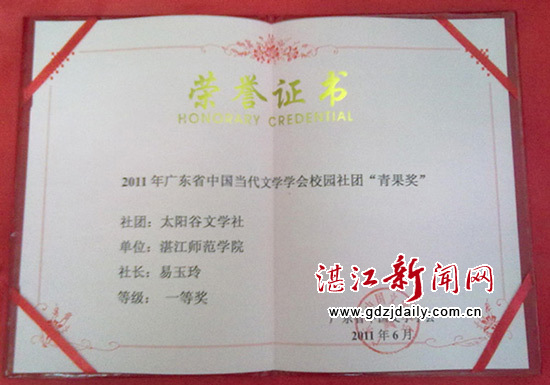 荣誉证书
HONORARY CREDENTIAL
2011年广东省中国当代文学学会校园社团“青果奖”
社团：太阳谷文学社
单位：湛江师范学院
社长：易玉玲
等级：一等奖
湛江新闻网
www.gdzjdaily.com.cn
2011年6月